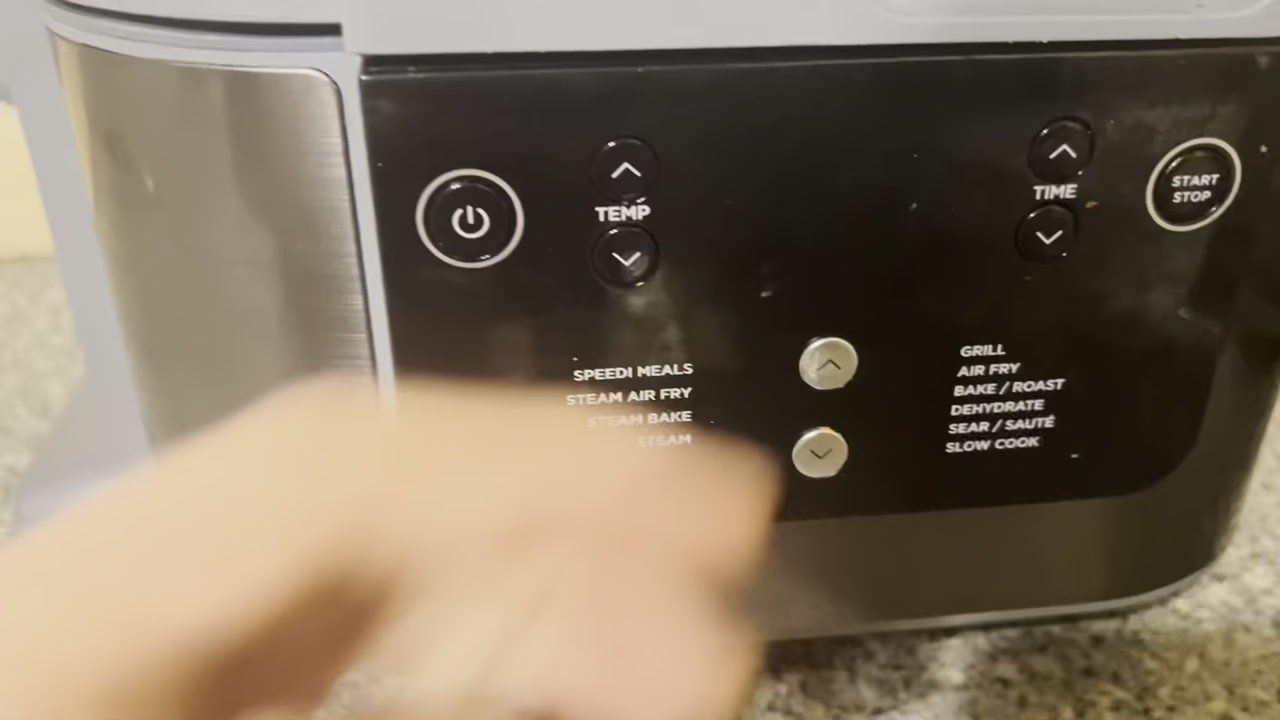 TEMP
TIME
START
STOP
SPEEDI MEALS
STEAM AIR FRY
STEAM BAKE
STEAM
GRILL
AIR FRY
BAKE / ROAST
DEHYDRATE
SEAR / SAUTÉ
SLOW COOK